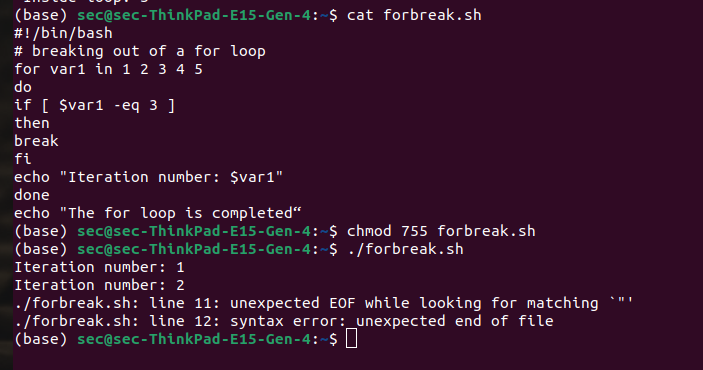 (base) sec@sec-ThinkPad-E15-Gen-4:~$ cat forbreak.sh
#!/bin/bash
# breaking out of a for loop
for var1 in 1 2 3 4 5
do
if [ $var1 -eq 3 ]
then
break
fi
echo "Iteration number: $var1"
done
echo "The for loop is completed“
(base) sec@sec-ThinkPad-E15-Gen-4:~$ chmod 755 forbreak.sh
(base) sec@sec-ThinkPad-E15-Gen-4:~$ ./forbreak.sh
Iteration number: 1
Iteration number: 2
./forbreak.sh: line 11: unexpected EOF while looking for matching `"'
./forbreak.sh: line 12: syntax error: unexpected end of file
(base) sec@sec-ThinkPad-E15-Gen-4:~$